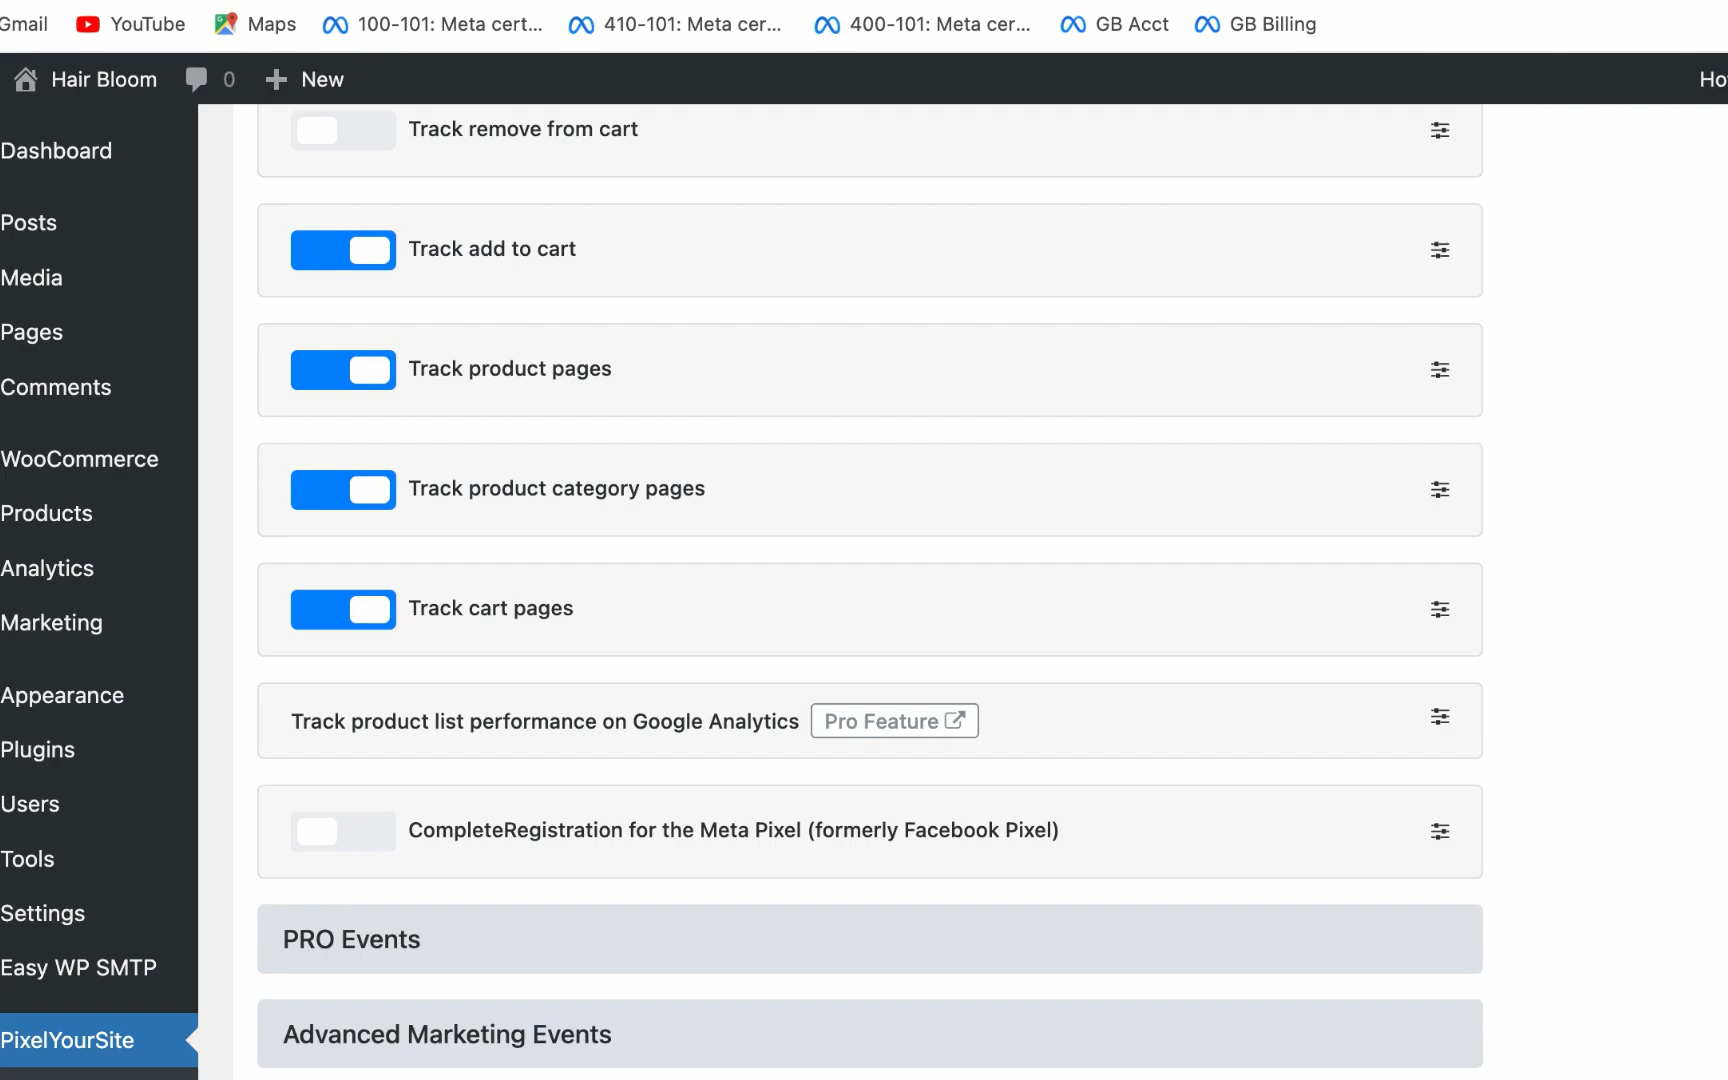 Gmail YouTube Maps 100-101: Meta cert... 410-101: Meta cer... 400-101: Meta cer... GB Acct GB Billing
Hair Bloom 0 New
Dashboard
Posts
Media
Pages
Comments
WooCommerce
Products
Analytics
Marketing
Appearance
Plugins
Users
Tools
Settings
Easy WP SMTP
PixelYourSite
Track remove from cart
Track add to cart
Track product pages
Track product category pages
Track cart pages
Track product list performance on Google Analytics Pro Feature
CompleteRegistration for the Meta Pixel (formerly Facebook Pixel)
PRO Events
Advanced Marketing Events